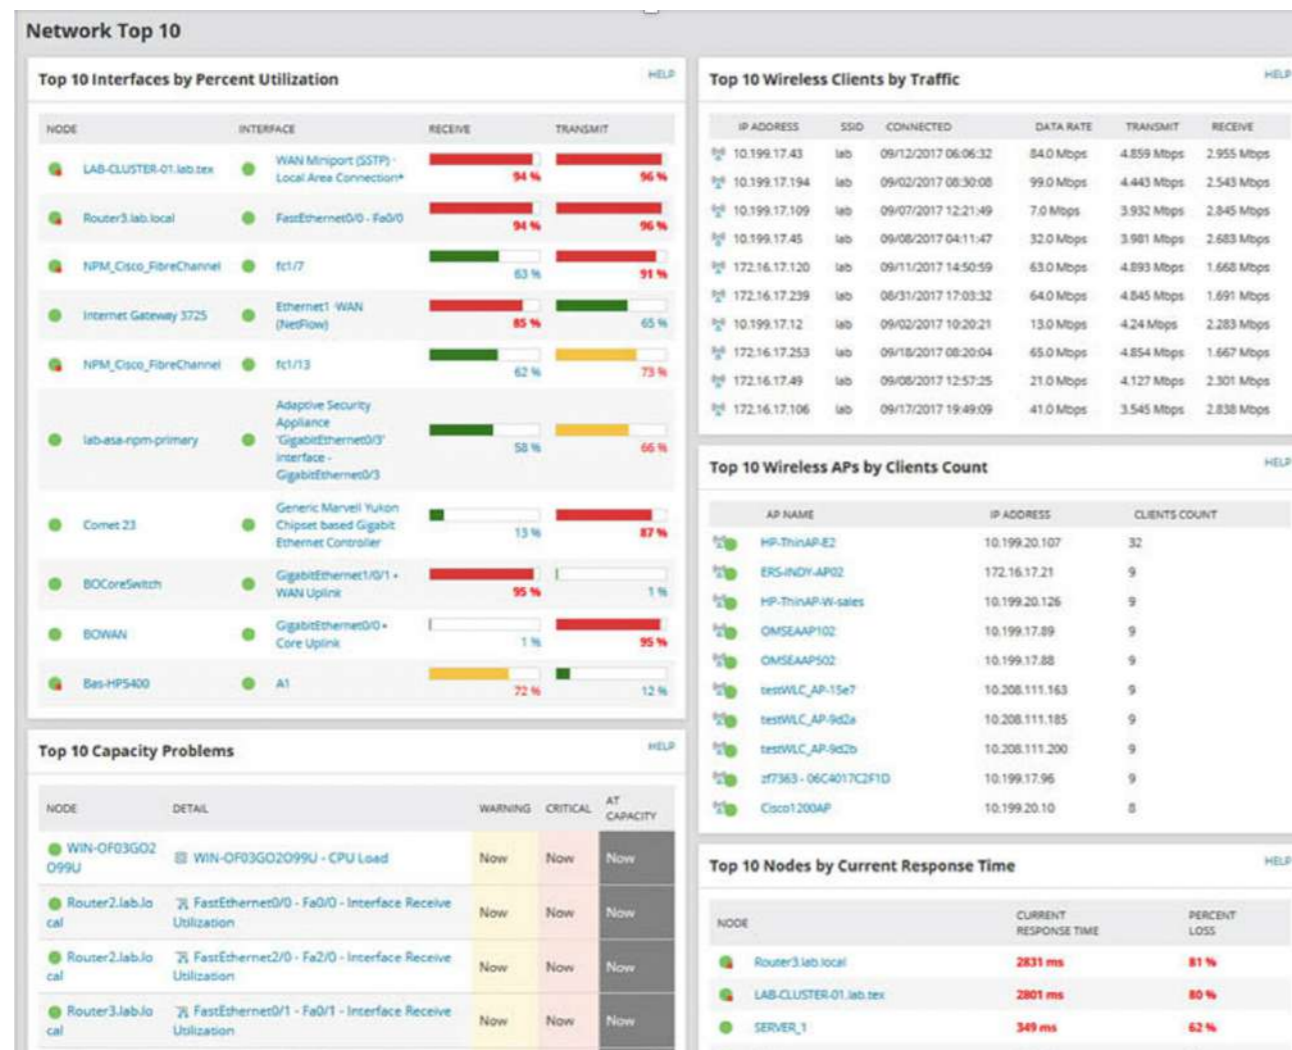 Network Top 10
Top 10 Interfaces by Percent Utilization
HELP
NODE INTERFACE RECEIVE TRANSMIT
LAB-CLUSTER-01.lab.tex WAN Miniport (SSTP) - Local Area Connection* 94 % 96 %
Router3.lab.local FastEthernet0/0 - Fa0/0 94 % 96 %
NPM_Cisco_FibreChannel fc1/7 63 % 91 %
Internet Gateway 3725 Ethernet1 -WAN (NetFlow) 85 % 65 %
NPM_Cisco_FibreChannel fc1/13 62 % 73 %
lab-asa-npm-primary Adaptive Security Appliance 'GigabitEthernet0/3' interface - GigabitEthernet0/3 58 % 66 %
Comet 23 Generic Marvell Yukon Chipset based Gigabit Ethernet Controller 13 % 87 %
BOCoreSwitch GigabitEthernet1/0/1 • WAN Uplink 95 % 1 %
BOWAN GigabitEthernet0/0 • Core Uplink 1 % 95 %
Bas-HP5400 A1 72 % 12 %
Top 10 Capacity Problems
HELP
NODE DETAIL WARNING CRITICAL AT CAPACITY
WIN-OF03GO2O99U WIN-OF03GO2O99U - CPU Load Now Now Now
Router2.lab.local FastEthernet0/0 - Fa0/0 - Interface Receive Utilization Now Now Now
Router2.lab.local FastEthernet2/0 - Fa2/0 - Interface Receive Utilization Now Now Now
Router3.lab.local FastEthernet0/1 - Fa0/1 - Interface Receive Utilization Now Now Now
Top 10 Wireless Clients by Traffic
HELP
IP ADDRESS SSID CONNECTED DATA RATE TRANSMIT RECEIVE
10.199.17.43 lab 09/12/2017 06:06:32 84.0 Mbps 4.859 Mbps 2.955 Mbps
10.199.17.194 lab 09/02/2017 08:30:08 99.0 Mbps 4.443 Mbps 2.543 Mbps
10.199.17.109 lab 09/07/2017 12:21:49 7.0 Mbps 3.932 Mbps 2.845 Mbps
10.199.17.45 lab 09/08/2017 04:11:47 32.0 Mbps 3.981 Mbps 2.683 Mbps
172.16.17.120 lab 09/11/2017 14:50:59 63.0 Mbps 4.893 Mbps 1.668 Mbps
172.16.17.239 lab 08/31/2017 17:03:32 64.0 Mbps 4.845 Mbps 1.691 Mbps
10.199.17.12 lab 09/02/2017 10:20:21 13.0 Mbps 4.24 Mbps 2.283 Mbps
172.16.17.253 lab 09/18/2017 08:20:04 65.0 Mbps 4.854 Mbps 1.667 Mbps
172.16.17.49 lab 09/08/2017 12:57:25 21.0 Mbps 4.127 Mbps 2.301 Mbps
172.16.17.106 lab 09/17/2017 19:49:09 41.0 Mbps 3.545 Mbps 2.838 Mbps
Top 10 Wireless APs by Clients Count
HELP
AP NAME IP ADDRESS CLIENTS COUNT
HP-ThinAP-E2 10.199.20.107 32
ERS-INDY-AP02 172.16.17.21 9
HP-ThinAP-W-sales 10.199.20.126 9
OMSEAAP102 10.199.17.89 9
OMSEAAP502 10.199.17.88 9
testWLC_AP-15e7 10.208.111.163 9
testWLC_AP-9d2a 10.208.111.185 9
testWLC_AP-9d2b 10.208.111.200 9
zf7363 - 06C4017C2F1D 10.199.17.96 9
Cisco1200AP 10.199.20.10 8
Top 10 Nodes by Current Response Time
HELP
NODE CURRENT RESPONSE TIME PERCENT LOSS
Router3.lab.local 2831 ms 81 %
LAB-CLUSTER-01.lab.tex 2801 ms 80 %
SERVER_1 349 ms 62 %